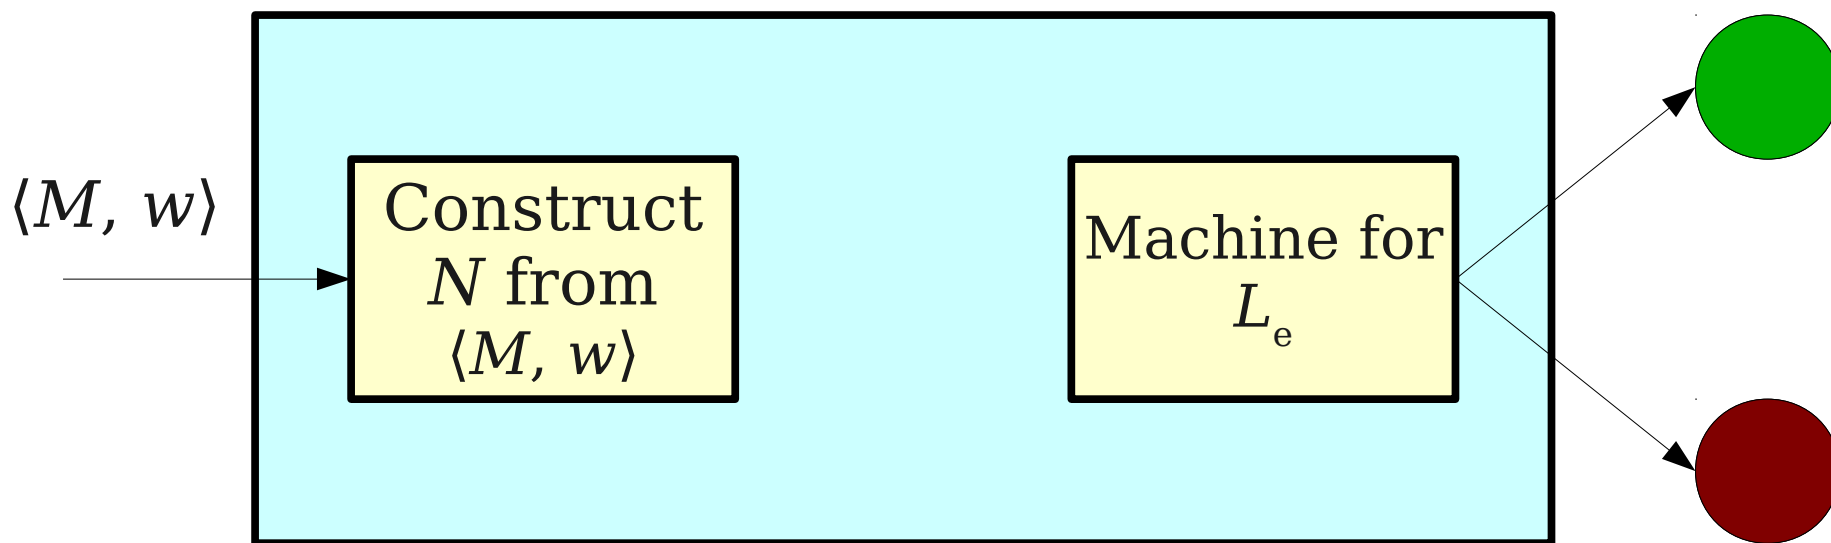 ⟨M, w⟩
Construct
N from
⟨M, w⟩
Machine for
Lₑ